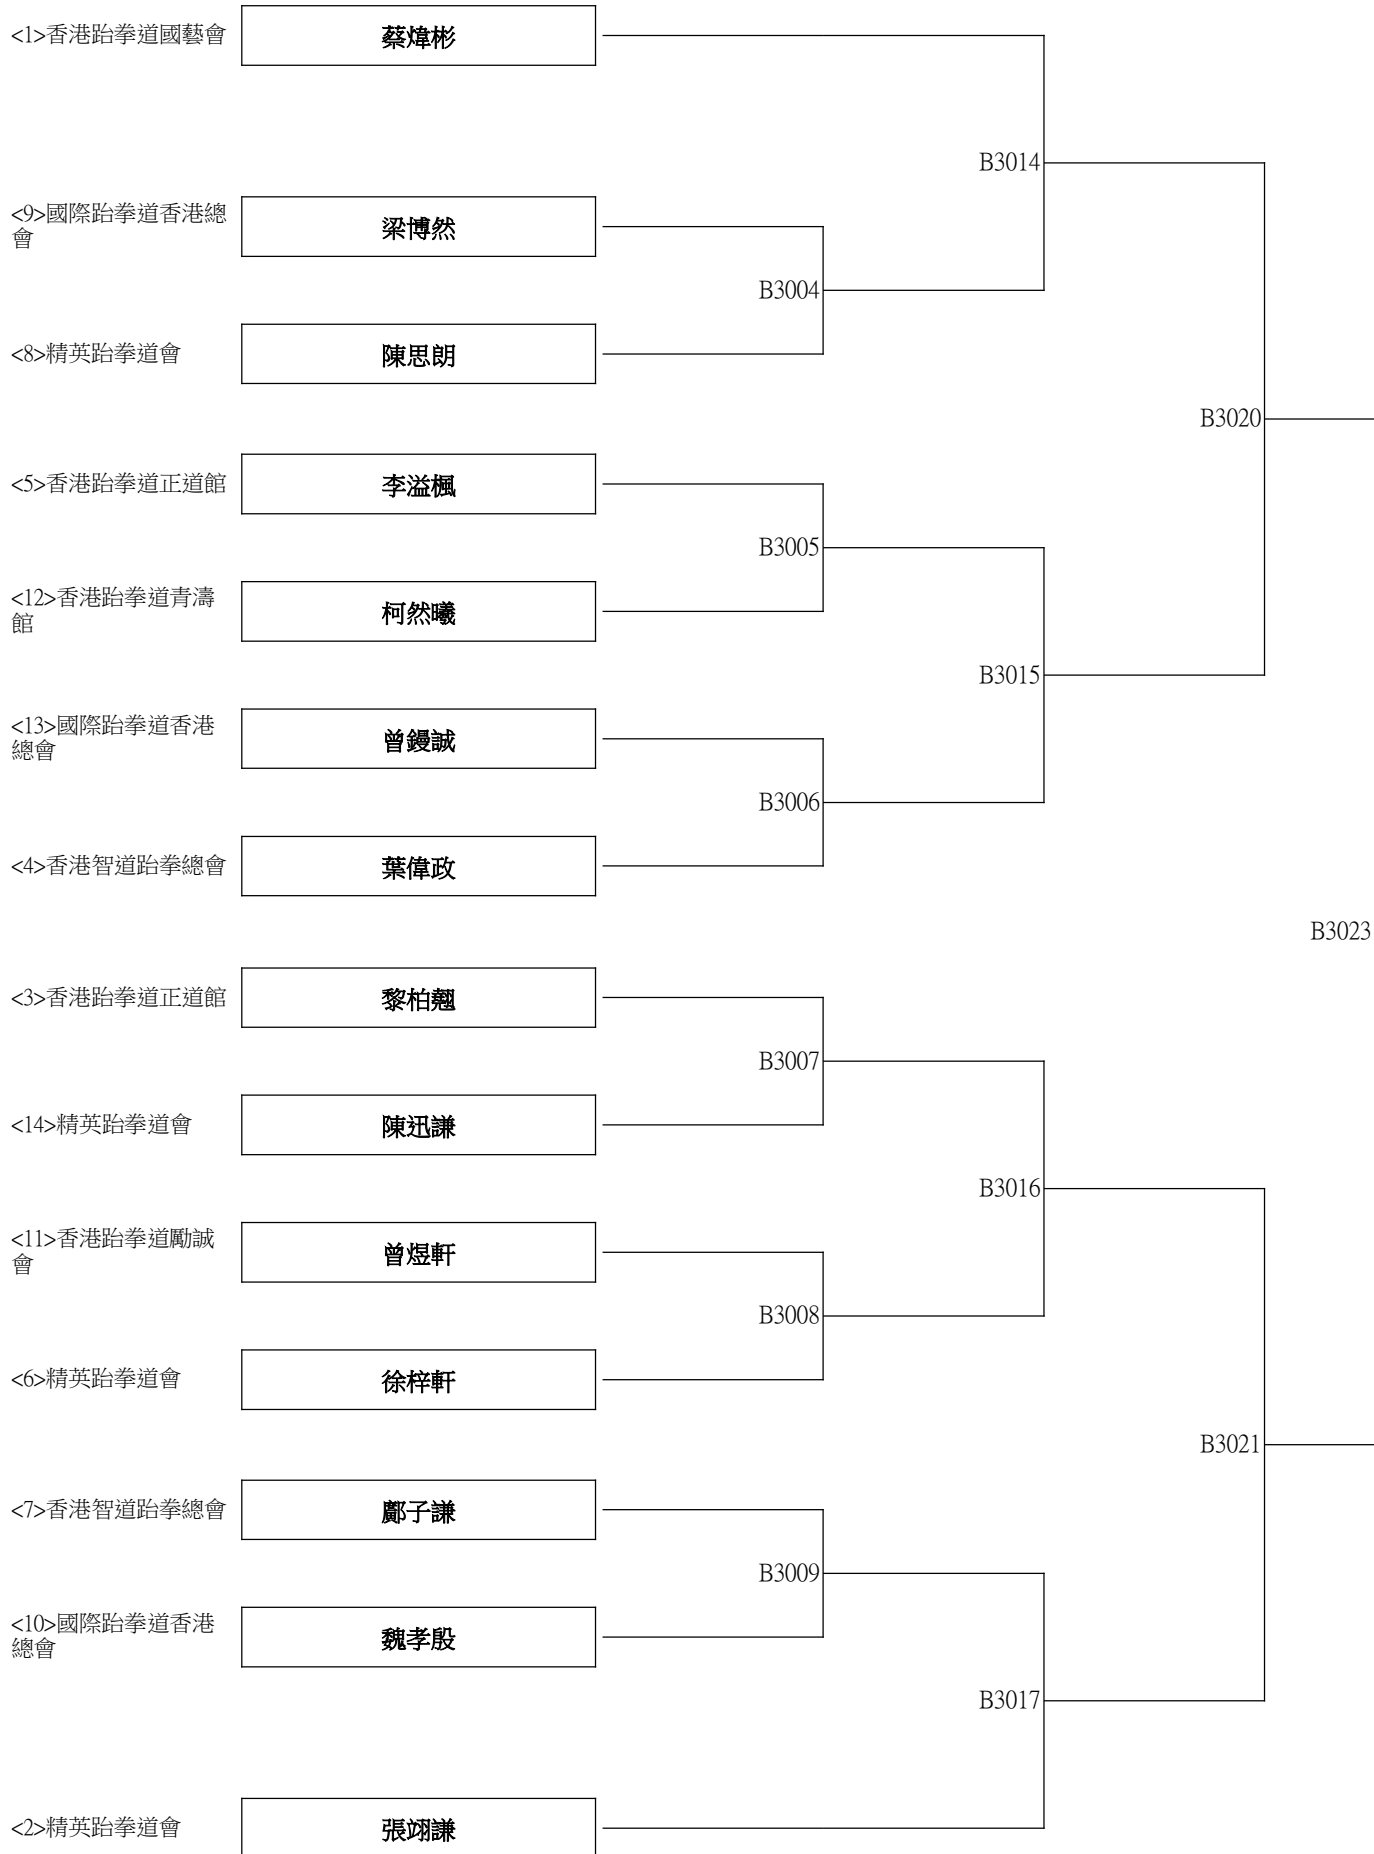 <1>香港跆拳道國藝會
蔡煒彬
B3014
<9>國際跆拳道香港總
會
梁博然
B3004
<8>精英跆拳道會
陳思朗
B3020
<5>香港跆拳道正道館
李溢楓
B3005
<12>香港跆拳道青濤
館
柯然曦
B3015
<13>國際跆拳道香港
總會
曾鏝誠
B3006
<4>香港智道跆拳總會
葉偉政
B3023
<3>香港跆拳道正道館
黎柏翹
B3007
<14>精英跆拳道會
陳迅謙
B3016
<11>香港跆拳道勵誠
會
曾煜軒
B3008
<6>精英跆拳道會
徐梓軒
B3021
<7>香港智道跆拳總會
鄺子謙
B3009
<10>國際跆拳道香港
總會
魏孝殷
B3017
<2>精英跆拳道會
張翊謙